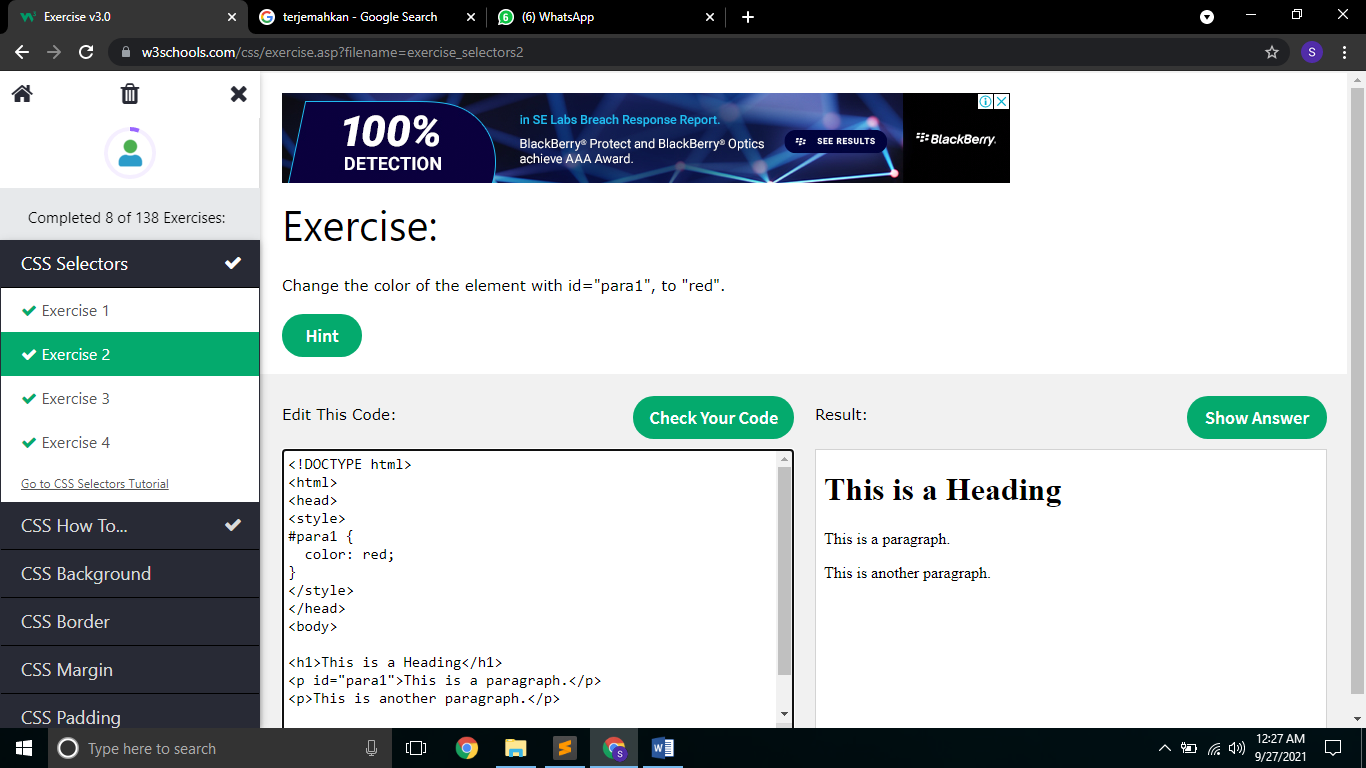 Exercise v3.0
terjemahkan - Google Search
6
(6) WhatsApp
w3schools.com/css/exercise.asp?filename=exercise_selectors2
S
100%
DETECTION
in SE Labs Breach Response Report.
BlackBerry® Protect and BlackBerry® Optics
achieve AAA Award.
SEE RESULTS
BlackBerry.
Completed 8 of 138 Exercises:
CSS Selectors
Exercise 1
Exercise 2
Exercise 3
Exercise 4
Go to CSS Selectors Tutorial
CSS How To...
CSS Background
CSS Border
CSS Margin
CSS Padding
Exercise:
Change the color of the element with id="para1", to "red".
Hint
Edit This Code:
Check Your Code
<!DOCTYPE html>
<html>
<head>
<style>
#para1 {
  color: red;
}
</style>
</head>
<body>

<h1>This is a Heading</h1>
<p id="para1">This is a paragraph.</p>
<p>This is another paragraph.</p>
Result:
Show Answer
This is a Heading
This is a paragraph.
This is another paragraph.
Type here to search
S
12:27 AM
9/27/2021